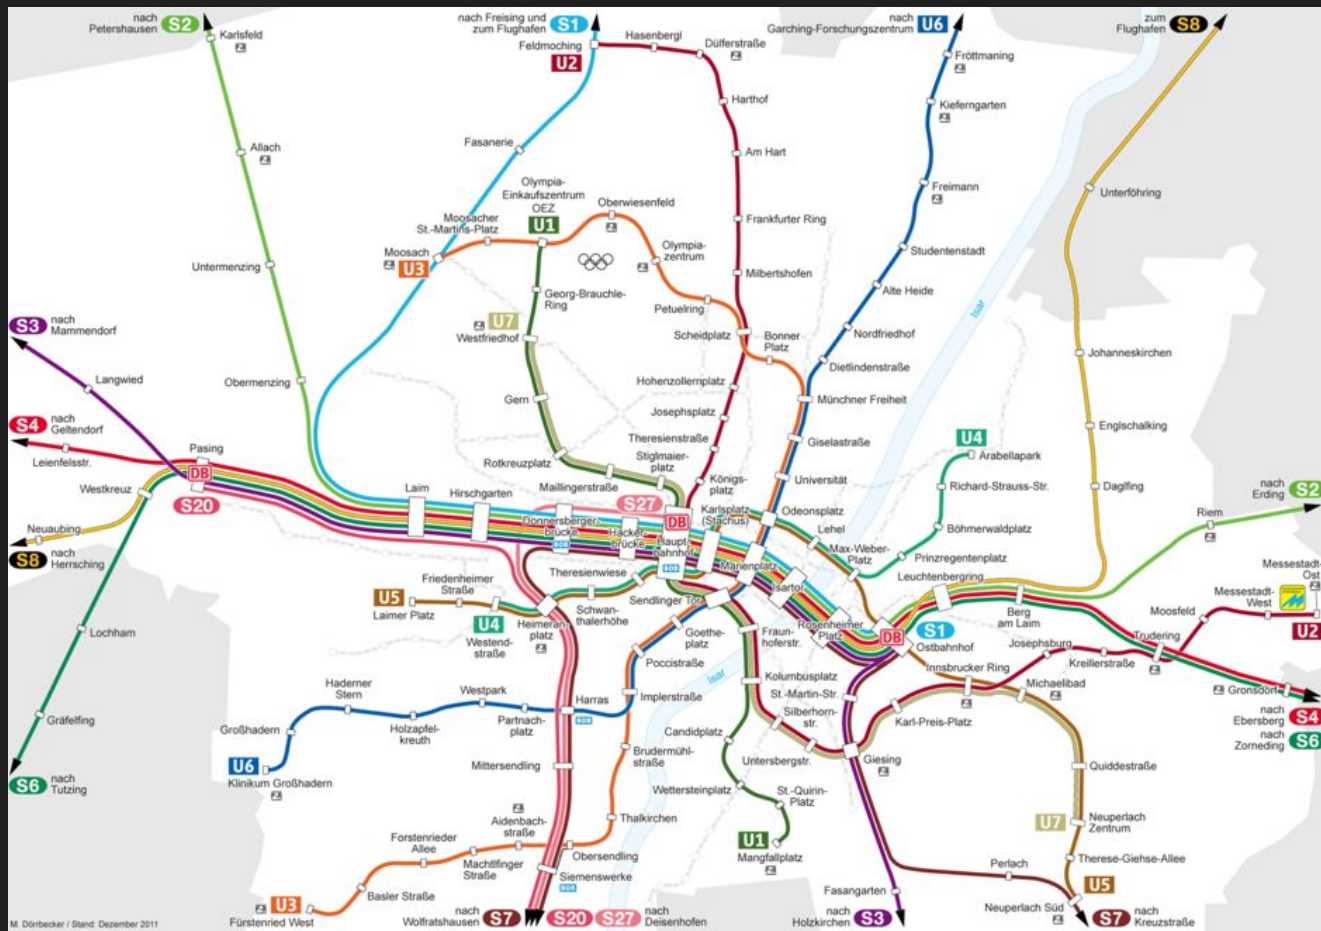 nach
Petershausen
S2
Karlsfeld
nach Freising und
zum Flughafen
S1
Feldmoching
U2
Hasenbergl
Dülferstraße
nach
Garching-Forschungszentrum
U6
Fröttmaning
zum
Flughafen
S8
Harthof
Kieferngarten
Allach
Fasanerie
Am Hart
Freimann
Unterföhring
Olympia-
Einkaufszentrum
OEZ
U1
Oberwiesenfeld
Moosacher
St.-Martins-Platz
Frankfurter Ring
Studentenstadt
Moosach
U3
Olympia-
zentrum
Untermenzing
Milbertshofen
Alte Heide
Isar
Georg-Brauchle-
Ring
Petuelring
U7
Westfriedhof
Scheidplatz
Bonner
Platz
Nordfriedhof
S3
nach
Mammendorf
Johanneskirchen
Dietlindenstraße
Langwied
Obermenzing
Hohenzollernplatz
Gern
Münchner Freiheit
S4
nach
Geltendorf
Josephsplatz
Englschalking
Leienfelsstr.
Pasing
Theresienstraße
Giselastraße
U4
Arabellapark
Rotkreuzplatz
Stiglmaier-
platz
DB
S20
Westkreuz
Maillingerstraße
Königs-
platz
Universität
Richard-Strauss-Str.
Daglfing
nach
Erding
S2
Laim
Hirschgarten
S27
Donnersberger-
brücke
BOB
Hacker-
brücke
DB
Haupt-
bahnhof
BOB
Karlsplatz
(Stachus)
Odeonsplatz
Lehel
Böhmerwaldplatz
Riem
Neuaubing
S8
nach
Herrsching
Max-Weber-
Platz
Prinzregentenplatz
Marienplatz
Leuchtenbergring
Messestadt-
Ost
Messestadt-
West
Theresienwiese
Isartor
Friedenheimer
Straße
U5
Laimer Platz
Schwan-
thalerhöhe
Sendlinger Tor
Rosenheimer
Platz
DB
S1
Ostbahnhof
Berg
am Laim
Moosfeld
U2
U4
Westend-
straße
Heimeran-
platz
Goethe-
platz
Fraun-
hoferstr.
Josephsburg
Trudering
Lochham
Poccistraße
Isar
Kolumbusplatz
St.-Martin-Str.
Innsbrucker Ring
Kreillerstraße
Michaelibad
Gronsdorf
S4
nach
Ebersberg
Haderner
Stern
Westpark
Harras
BOB
Implerstraße
Silberhorn-
str.
Karl-Preis-Platz
Gräfelfing
Großhadern
Holzapfel-
kreuth
Partnach-
platz
Candidplatz
nach
Zorneding
S6
Brudermühl-
straße
Untersbergstr.
Giesing
U6
Klinikum Großhadern
Mittersendling
Quiddestraße
S6
nach
Tutzing
Wettersteinplatz
St.-Quirin-
Platz
Aidenbach-
straße
Thalkirchen
U7
Neuperlach
Zentrum
Forstenrieder
Allee
U1
Mangfallplatz
Machtlfinger
Straße
Obersendling
Therese-Giehse-Allee
Siemenswerke
BOB
Perlach
U5
Basler Straße
Fasangarten
U3
Fürstenried West
Neuperlach Süd
nach
Wolfratshausen
S7
S20
S27
nach
Deisenhofen
nach
Holzkirchen
S3
S7
nach
Kreuzstraße
M. Dörrbecker / Stand: Dezember 2011